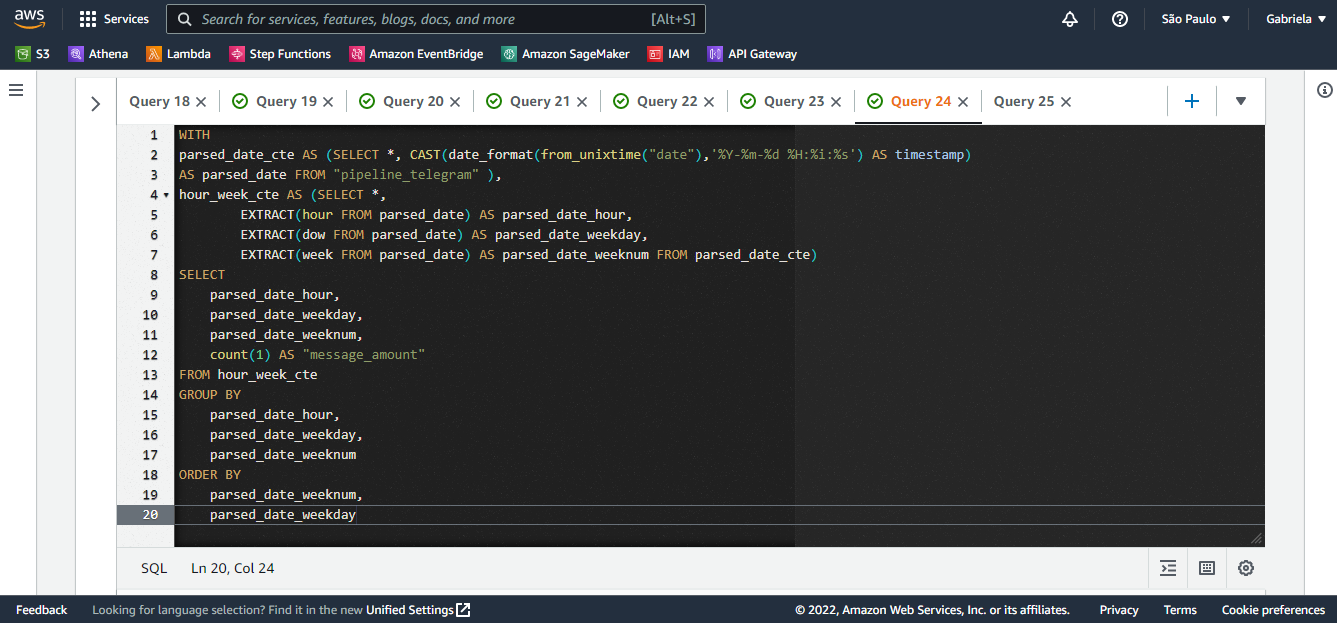 aws Services Search for services, features, blogs, docs, and more [Alt+S] São Paulo ▼ Gabriela ▼
S3 Athena Lambda Step Functions Amazon EventBridge Amazon SageMaker IAM API Gateway
Query 18 Query 19 Query 20 Query 21 Query 22 Query 23 Query 24 Query 25
1 WITH
2 parsed_date_cte AS (SELECT *, CAST(date_format(from_unixtime("date"),'%Y-%m-%d %H:%i:%s') AS timestamp)
3 AS parsed_date FROM "pipeline_telegram" ),
4 hour_week_cte AS (SELECT *,
5 EXTRACT(hour FROM parsed_date) AS parsed_date_hour,
6 EXTRACT(dow FROM parsed_date) AS parsed_date_weekday,
7 EXTRACT(week FROM parsed_date) AS parsed_date_weeknum FROM parsed_date_cte)
8 SELECT
9 parsed_date_hour,
10 parsed_date_weekday,
11 parsed_date_weeknum,
12 count(1) AS "message_amount"
13 FROM hour_week_cte
14 GROUP BY
15 parsed_date_hour,
16 parsed_date_weekday,
17 parsed_date_weeknum
18 ORDER BY
19 parsed_date_weeknum,
20 parsed_date_weekday
SQL Ln 20, Col 24
Feedback Looking for language selection? Find it in the new Unified Settings © 2022, Amazon Web Services, Inc. or its affiliates. Privacy Terms Cookie preferences